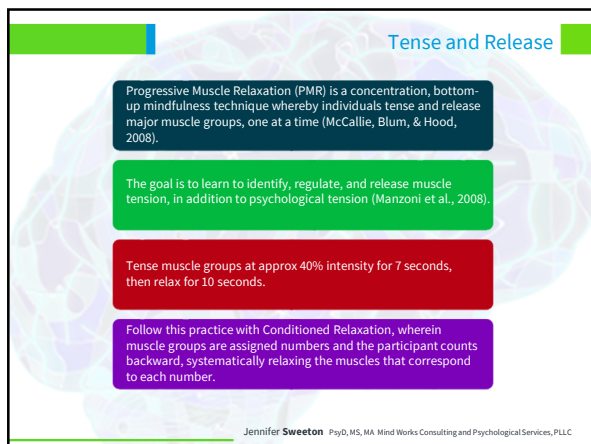 Tense and Release
Progressive Muscle Relaxation (PMR) is a concentration, bottom-
up mindfulness technique whereby individuals tense and release
major muscle groups, one at a time (McCallie, Blum, & Hood,
2008).
The goal is to learn to identify, regulate, and release muscle
tension, in addition to psychological tension (Manzoni et al., 2008).
Tense muscle groups at approx 40% intensity for 7 seconds,
then relax for 10 seconds.
Follow this practice with Conditioned Relaxation, wherein
muscle groups are assigned numbers and the participant counts
backward, systematically relaxing the muscles that correspond
to each number.
Jennifer Sweeton PsyD, MS, MA Mind Works Consulting and Psychological Services, PLLC